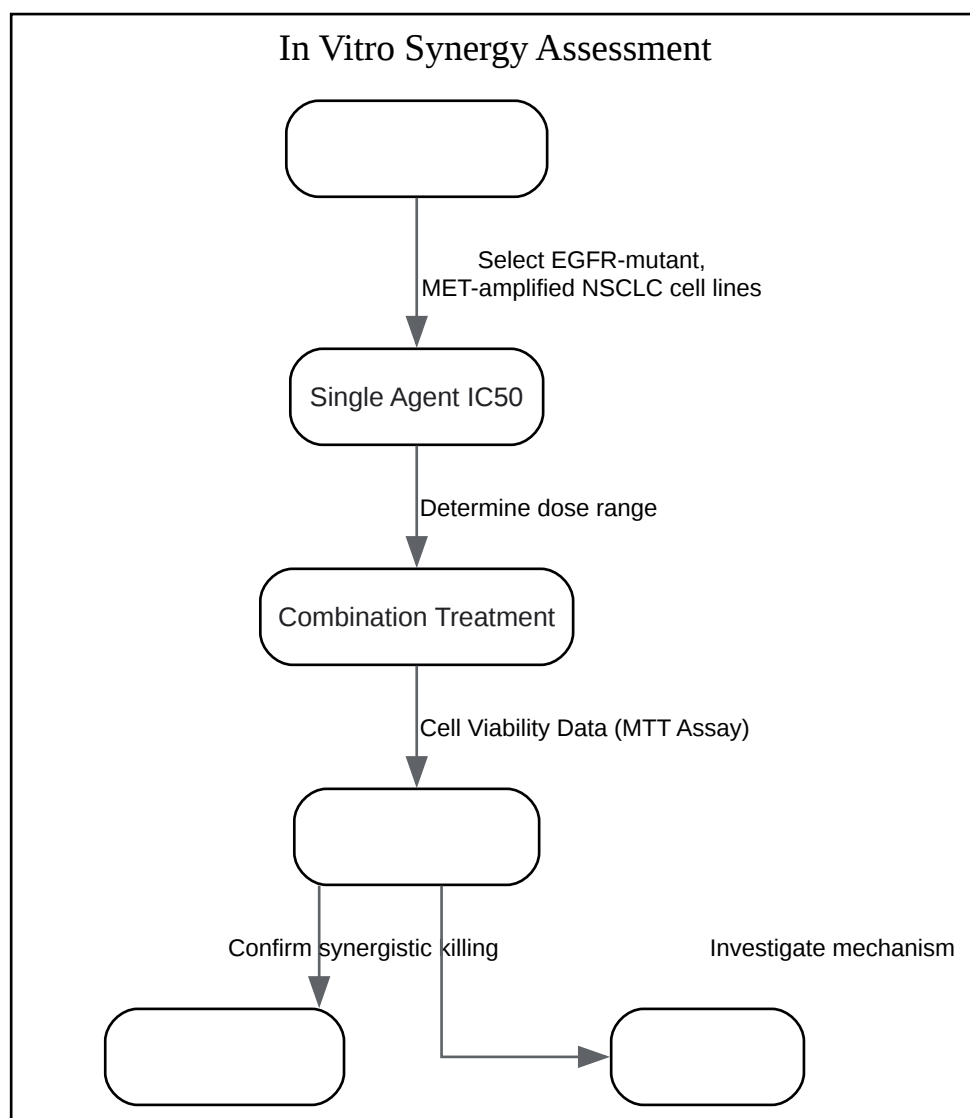 In Vitro Synergy Assessment
Select EGFR-mutant,
MET-amplified NSCLC cell lines
Single Agent IC50
Determine dose range
Combination Treatment
Cell Viability Data (MTT Assay)
Confirm synergistic killing
Investigate mechanism